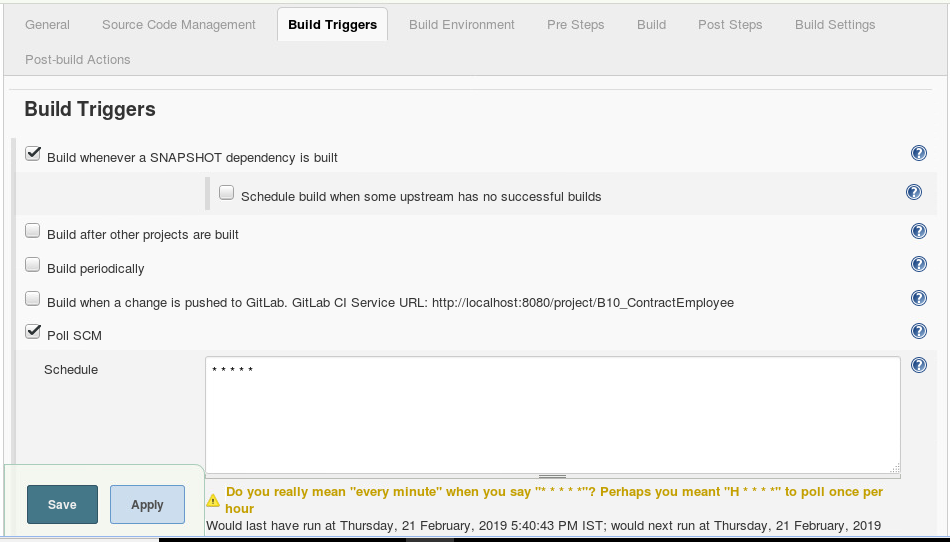 General Source Code Management Build Triggers Build Environment Pre Steps Build Post Steps Build Settings
Post-build Actions
Build Triggers
Build whenever a SNAPSHOT dependency is built
Schedule build when some upstream has no successful builds
Build after other projects are built
Build periodically
Build when a change is pushed to GitLab. GitLab CI Service URL: http://localhost:8080/project/B10_ContractEmployee
Poll SCM
Schedule
* * * * *
Save Apply
Do you really mean "every minute" when you say "* * * * *"? Perhaps you meant "H * * * *" to poll once per
hour
Would last have run at Thursday, 21 February, 2019 5:40:43 PM IST; would next run at Thursday, 21 February, 2019